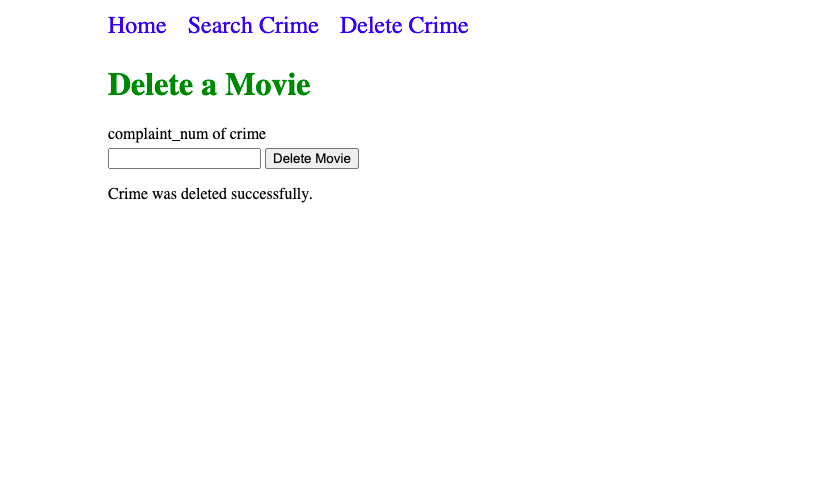 Home Search Crime Delete Crime
Delete a Movie
complaint_num of crime
Delete Movie
Crime was deleted successfully.